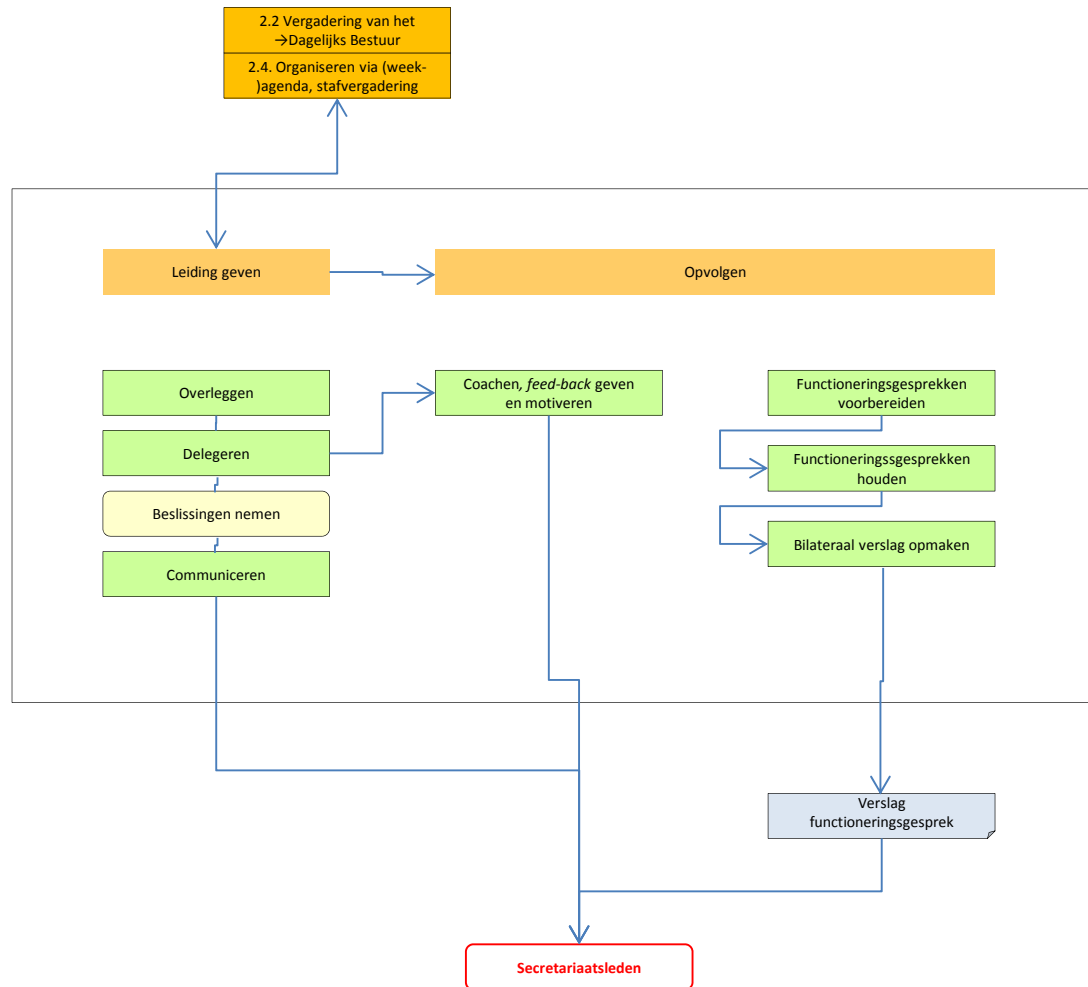 2.2 Vergadering van het
→Dagelijks Bestuur
2.4. Organiseren via (week-
)agenda, stafvergadering
Leiding geven
Opvolgen
Overleggen
Delegeren
Beslissingen nemen
Communiceren
Coachen, feed-back geven
en motiveren
Functioneringsgesprekken
voorbereiden
Functioneringssgesprekken
houden
Bilateraal verslag opmaken
Verslag
functioneringsgesprek
Secretariaatsleden